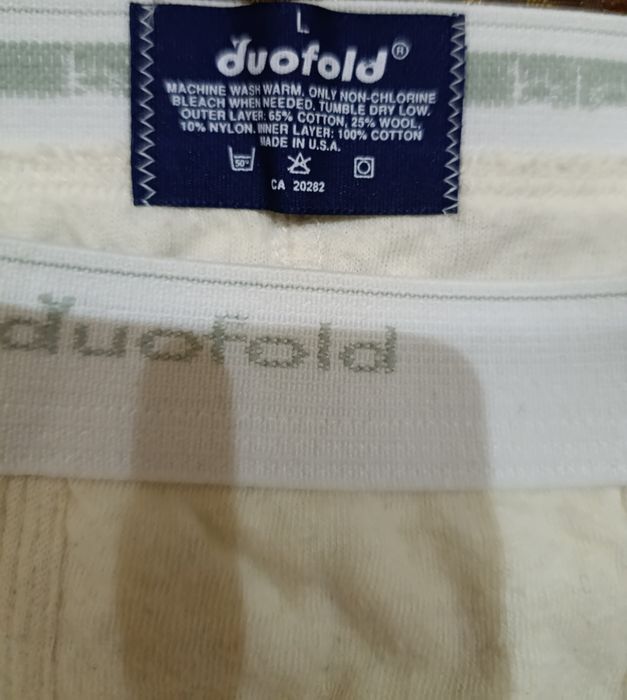 L
duofold®
MACHINE WASH WARM, ONLY NON-CHLORINE
BLEACH WHEN NEEDED. TUMBLE DRY LOW.
OUTER LAYER: 65% COTTON, 25% WOOL,
10% NYLON. INNER LAYER: 100% COTTON
MADE IN U.S.A.
50°
CA 20282
duofold